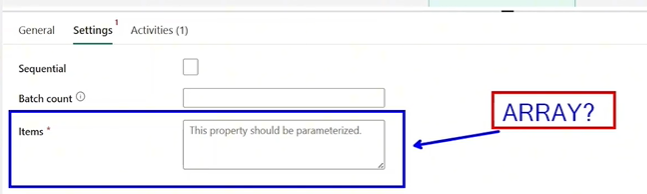 General Settings 1 Activities (1)
Sequential
Batch count
Items *
This property should be parameterized.
ARRAY?